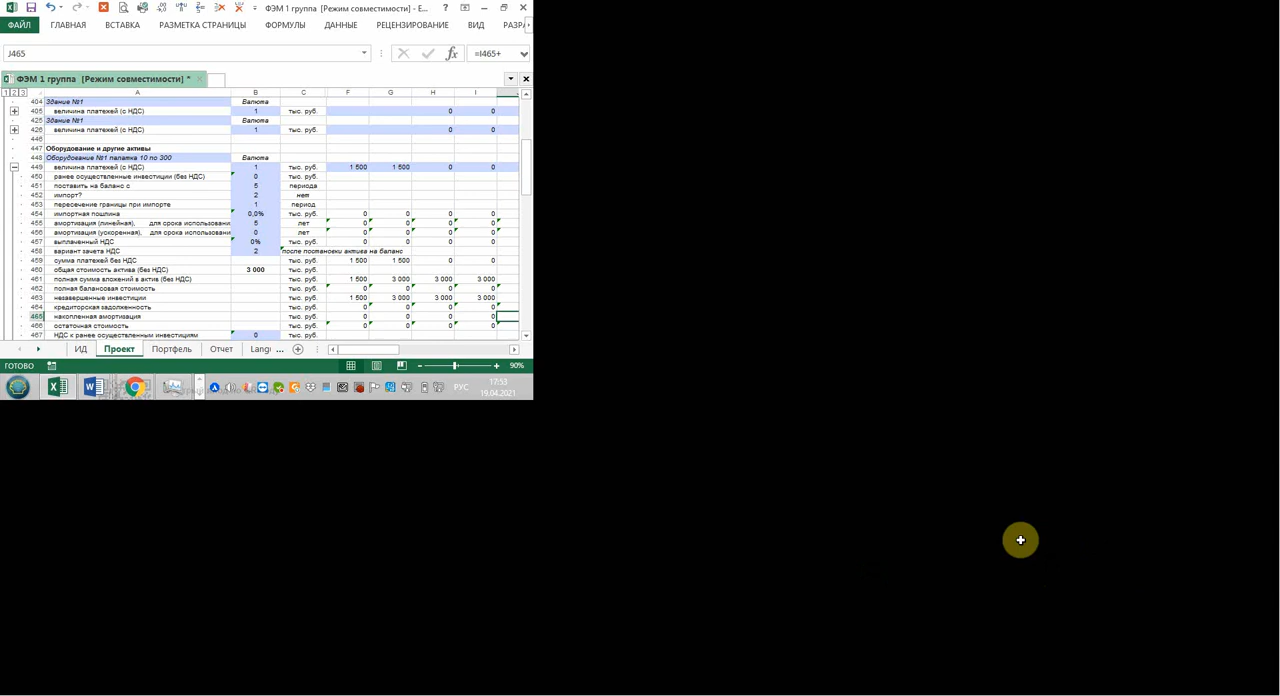 ФЭМ 1 группа [Режим совместимости] - E...
ФАЙЛ ГЛАВНАЯ ВСТАВКА РАЗМЕТКА СТРАНИЦЫ ФОРМУЛЫ ДАННЫЕ РЕЦЕНЗИРОВАНИЕ ВИД РАЗРА
J465 fx =I465+
ФЭМ 1 группа [Режим совместимости] *
1 2 3 A B C F G H I
404 Здание №1 Валюта
405 величина платежей (с НДС) 1 тыс. руб. 0 0
425 Здание №1 Валюта
426 величина платежей (с НДС) 1 тыс. руб. 0 0
446
447 Оборудование и другие активы
448 Оборудование №1 палатка 10 по 300 Валюта
449 величина платежей (с НДС) 1 тыс. руб. 1 500 1 500 0 0
450 ранее осуществленные инвестиции (без НДС) 0 тыс. руб.
451 поставить на баланс с 5 периода
452 импорт? 2 нет
453 пересечение границы при импорте 1 период
454 импортная пошлина 0,0% тыс. руб. 0 0 0 0
455 амортизация (линейная), для срока использовани 5 лет 0 0 0 0
456 амортизация (ускоренная), для срока использовани 0 лет 0 0 0 0
457 выплаченный НДС 0% тыс. руб. 0 0 0 0
458 вариант зачета НДС 2 после постановки актива на баланс
459 сумма платежей без НДС тыс. руб. 1 500 1 500 0 0
460 общая стоимость актива (без НДС) 3 000 тыс. руб.
461 полная сумма вложений в актив (без НДС) тыс. руб. 1 500 3 000 3 000 3 000
462 полная балансовая стоимость тыс. руб. 0 0 0 0
463 незавершенные инвестиции тыс. руб. 1 500 3 000 3 000 3 000
464 кредиторская задолженность тыс. руб. 0 0 0 0
465 накопленная амортизация тыс. руб. 0 0 0 0
466 остаточная стоимость тыс. руб. 0 0 0 0
467 НДС к ранее осуществленным инвестициям 0 тыс. руб.
ИД Проект Портфель Отчет Langu ...
ГОТОВО 90%
РУС 17:53
19.04.2021